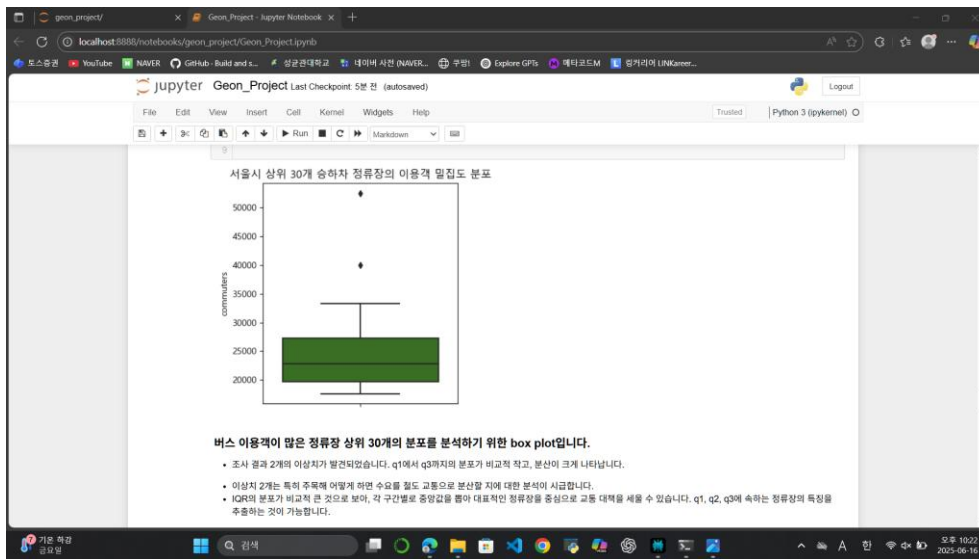 geon_project/
Geon_Project - Jupyter Notebook
localhost:8888/notebooks/geon_project/Geon_Project.ipynb
토스증권
YouTube
NAVER
GitHub · Build and s...
성균관대학교
네이버 사전 (NAVER...
쿠팡!
Explore GPTs
메타코드M
링커리어 LINKareer...
jupyter Geon_Project Last Checkpoint: 5분 전 (autosaved)
Logout
File Edit View Insert Cell Kernel Widgets Help
Trusted
Python 3 (ipykernel)
Run
Markdown
9
서울시 상위 30개 승하차 정류장의 이용객 밀집도 분포
50000
45000
40000
35000
30000
25000
20000
commuters
버스 이용객이 많은 정류장 상위 30개의 분포를 분석하기 위한 box plot입니다.
• 조사 결과 2개의 이상치가 발견되었습니다. q1에서 q3까지의 분포가 비교적 작고, 분산이 크게 나타납니다.
• 이상치 2개는 특히 주목해 어떻게 하면 수요를 철도 교통으로 분산할 지에 대한 분석이 시급합니다.
• IQR의 분포가 비교적 큰 것으로 보아, 각 구간별로 중앙값을 뽑아 대표적인 정류장을 중심으로 교통 대책을 세울 수 있습니다. q1, q2, q3에 속하는 정류장의 특징을
추출하는 것이 가능합니다.
기온 하강
금요일
검색
A
한
오후 10:22